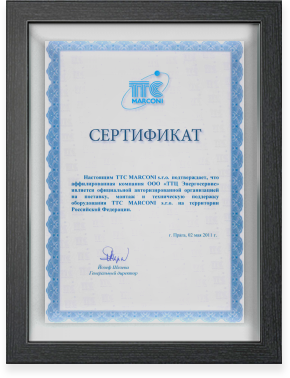 TTC
MARCONI
СЕРТИФИКАТ
Настоящим TTC MARCONI s.r.o. подтверждает, что
аффилированная компания ООО «ТТЦ Энергосервис»
является официальной авторизированной организацией
на поставку, монтаж и техническую поддержку
оборудования TTC MARCONI s.r.o. на территории
Российской Федерации.
г. Прага, 02 мая 2011 г.
Йозеф
Генеральный директор